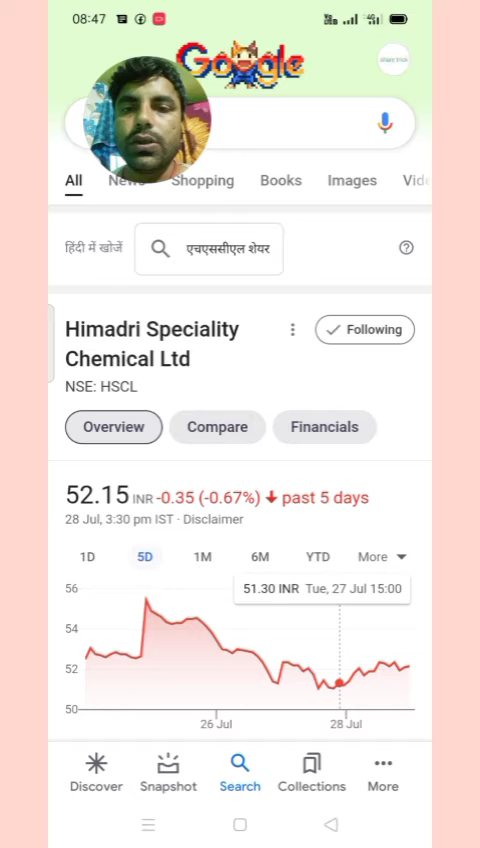 08:47
Google
All News Shopping Books Images
हिंदी में खोजें एचएससीएल शेयर
Himadri Speciality
Chemical Ltd
Following
NSE: HSCL
Overview Compare Financials
52.15 INR -0.35 (-0.67%) past 5 days
28 Jul, 3:30 pm IST · Disclaimer
1D 5D 1M 6M YTD More
51.30 INR Tue, 27 Jul 15:00
56
54
52
50
26 Jul 28 Jul
Discover Snapshot Search Collections More